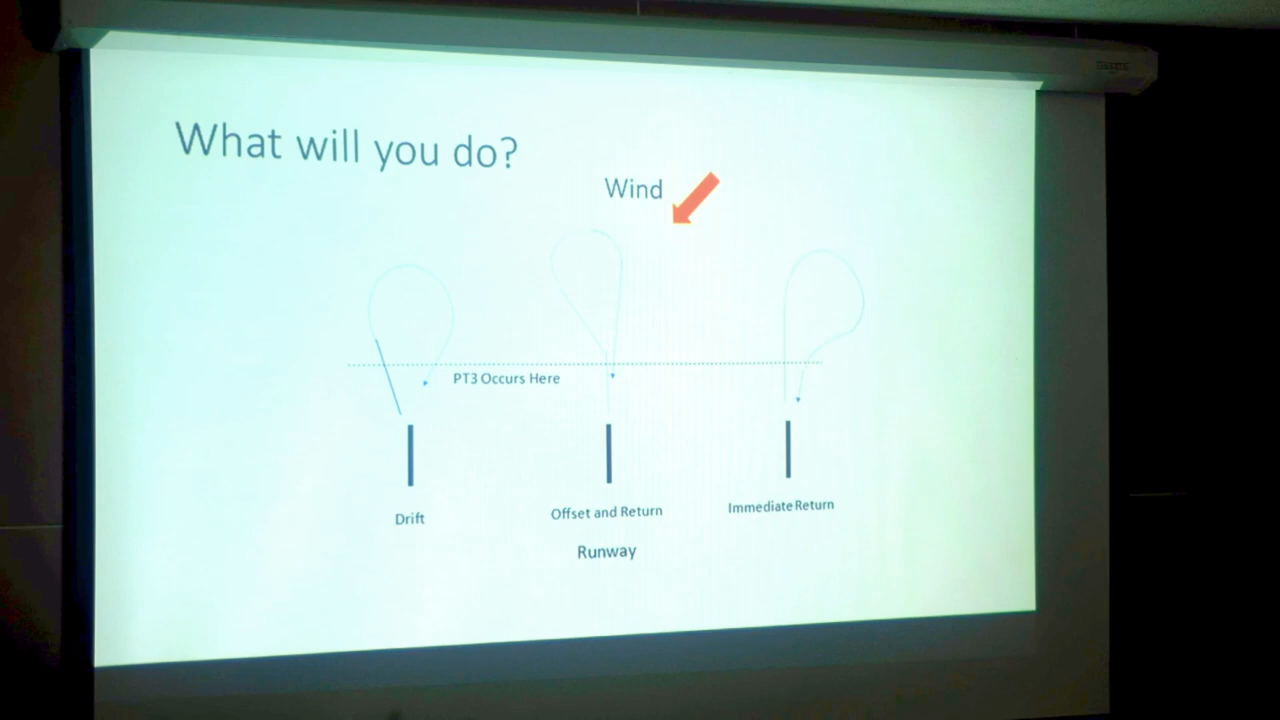 What will you do?
Wind
PT3 Occurs Here
Drift
Offset and Return
Immediate Return
Runway